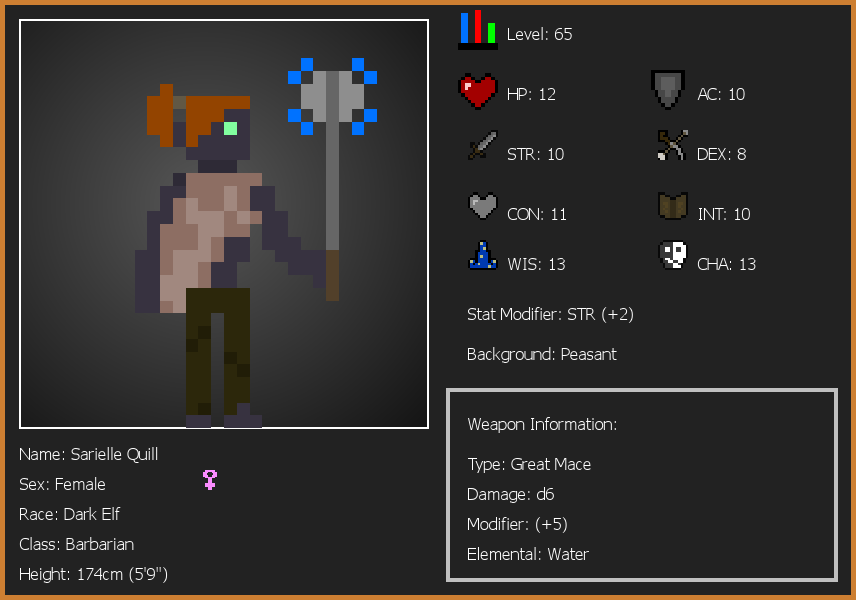 Level: 65
HP: 12
AC: 10
STR: 10
DEX: 8
CON: 11
INT: 10
WIS: 13
CHA: 13
Stat Modifier: STR (+2)
Background: Peasant
Weapon Information:
Type: Great Mace
Damage: d6
Modifier: (+5)
Elemental: Water
Name: Sarielle Quill
Sex: Female
Race: Dark Elf
Class: Barbarian
Height: 174cm (5'9")